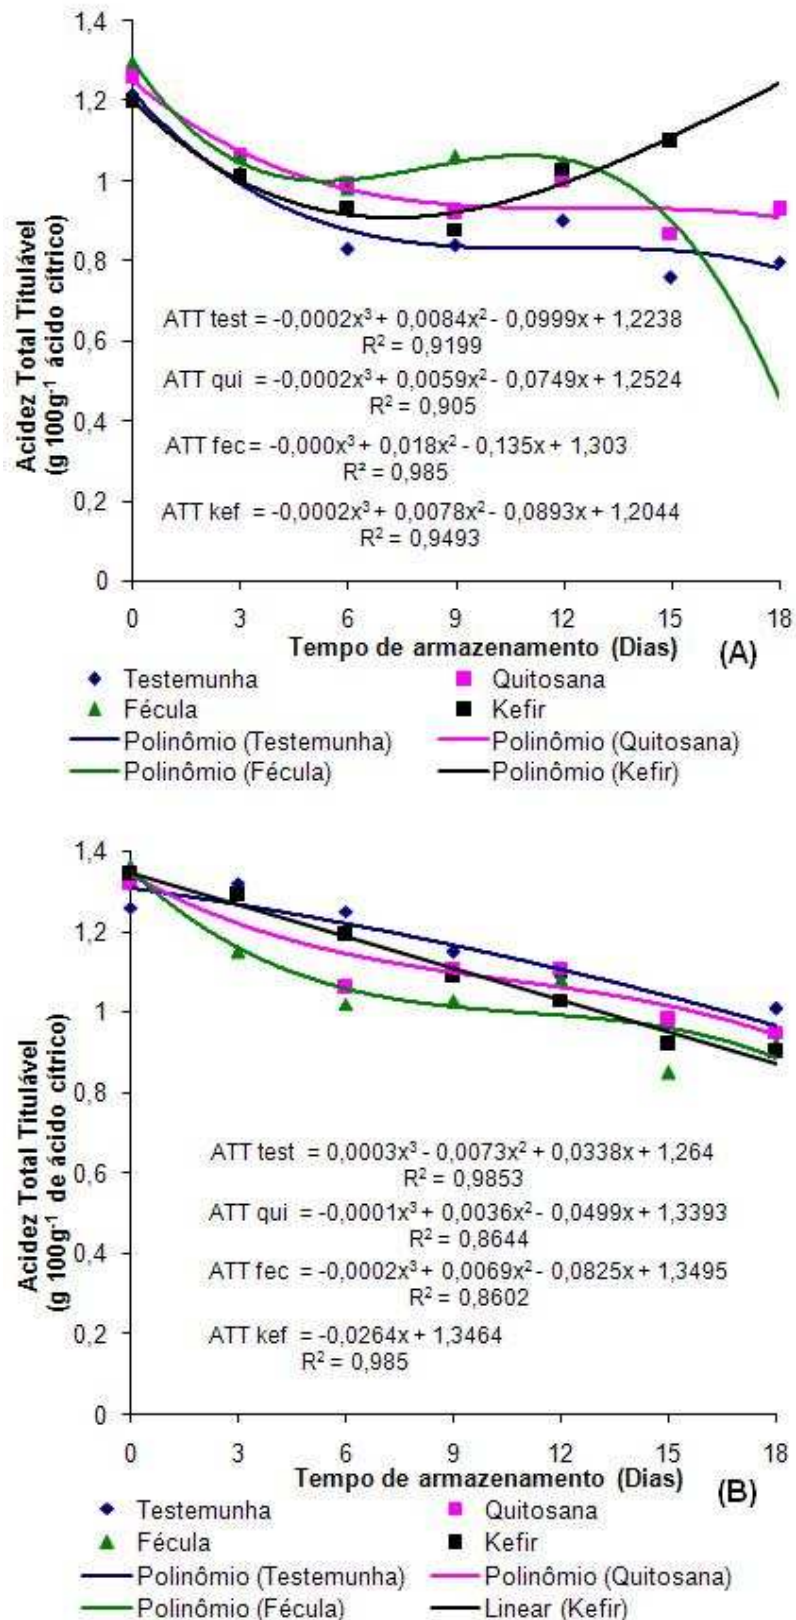 1,4
1,2
1
0,8
0,6
0,4
0,2
0
Acidez Total Titulável
(g 100g⁻¹ ácido cítrico)
ATT test = -0,0002x³ + 0,0084x² - 0,0999x + 1,2238
R² = 0,9199
ATT qui = -0,0002x³ + 0,0059x² - 0,0749x + 1,2524
R² = 0,905
ATT fec = -0,000x³ + 0,018x² - 0,135x + 1,303
R² = 0,985
ATT kef = -0,0002x³ + 0,0078x² - 0,0893x + 1,2044
R² = 0,9493
0 3 6 9 12 15 18
Tempo de armazenamento (Dias) (A)
Testemunha Quitosana
Fécula Kefir
Polinômio (Testemunha) Polinômio (Quitosana)
Polinômio (Fécula) Polinômio (Kefir)
1,4
1,2
1
0,8
0,6
0,4
0,2
0
Acidez Total Titulável
(g 100g⁻¹ de ácido cítrico)
ATT test = 0,0003x³ - 0,0073x² + 0,0338x + 1,264
R² = 0,9853
ATT qui = -0,0001x³ + 0,0036x² - 0,0499x + 1,3393
R² = 0,8644
ATT fec = -0,0002x³ + 0,0069x² - 0,0825x + 1,3495
R² = 0,8602
ATT kef = -0,0264x + 1,3464
R² = 0,985
0 3 6 9 12 15 18
Tempo de armazenamento (Dias) (B)
Testemunha Quitosana
Fécula Kefir
Polinômio (Testemunha) Polinômio (Quitosana)
Polinômio (Fécula) Linear (Kefir)